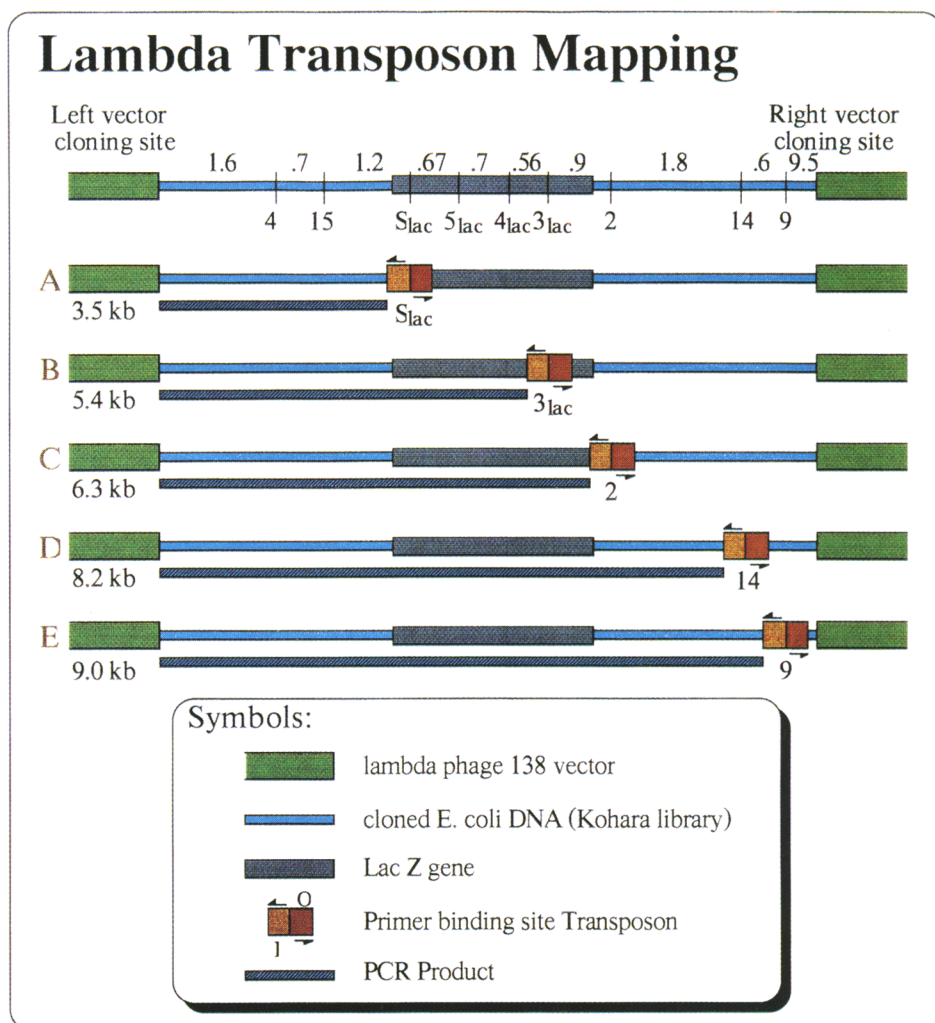 Lambda Transposon Mapping
Left vector
cloning site
Right vector
cloning site
1.6 .7 1.2 .67 .7 .56 .9 1.8 .6 9.5
4 15 Slac 5lac 4lac 3lac 2 14 9
A
3.5 kb
Slac
B
5.4 kb
3lac
C
6.3 kb
2
D
8.2 kb
14
E
9.0 kb
9
Symbols:
lambda phage 138 vector
cloned E. coli DNA (Kohara library)
Lac Z gene
O
Primer binding site Transposon
I
PCR Product